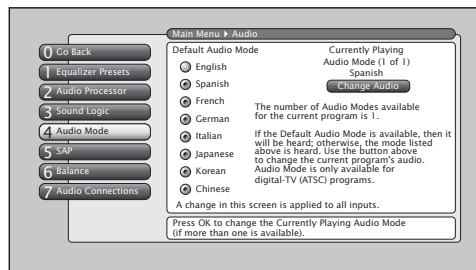 Main Menu Audio
0 Go Back
1 Equalizer Presets
2 Audio Processor
3 Sound Logic
4 Audio Mode
5 SAP
6 Balance
7 Audio Connections
Default Audio Mode
English
Spanish
French
German
Italian
Japanese
Korean
Chinese
Currently Playing
Audio Mode (1 of 1)
Spanish
Change Audio
The number of Audio Modes available
for the current program is 1.
If the Default Audio Mode is available, then it
will be heard; otherwise, the mode listed
above is heard. Use the button above
to change the current program's audio.
Audio Mode is only available for
digital-TV (ATSC) programs.
A change in this screen is applied to all inputs.
Press OK to change the Currently Playing Audio Mode
(if more than one is available).